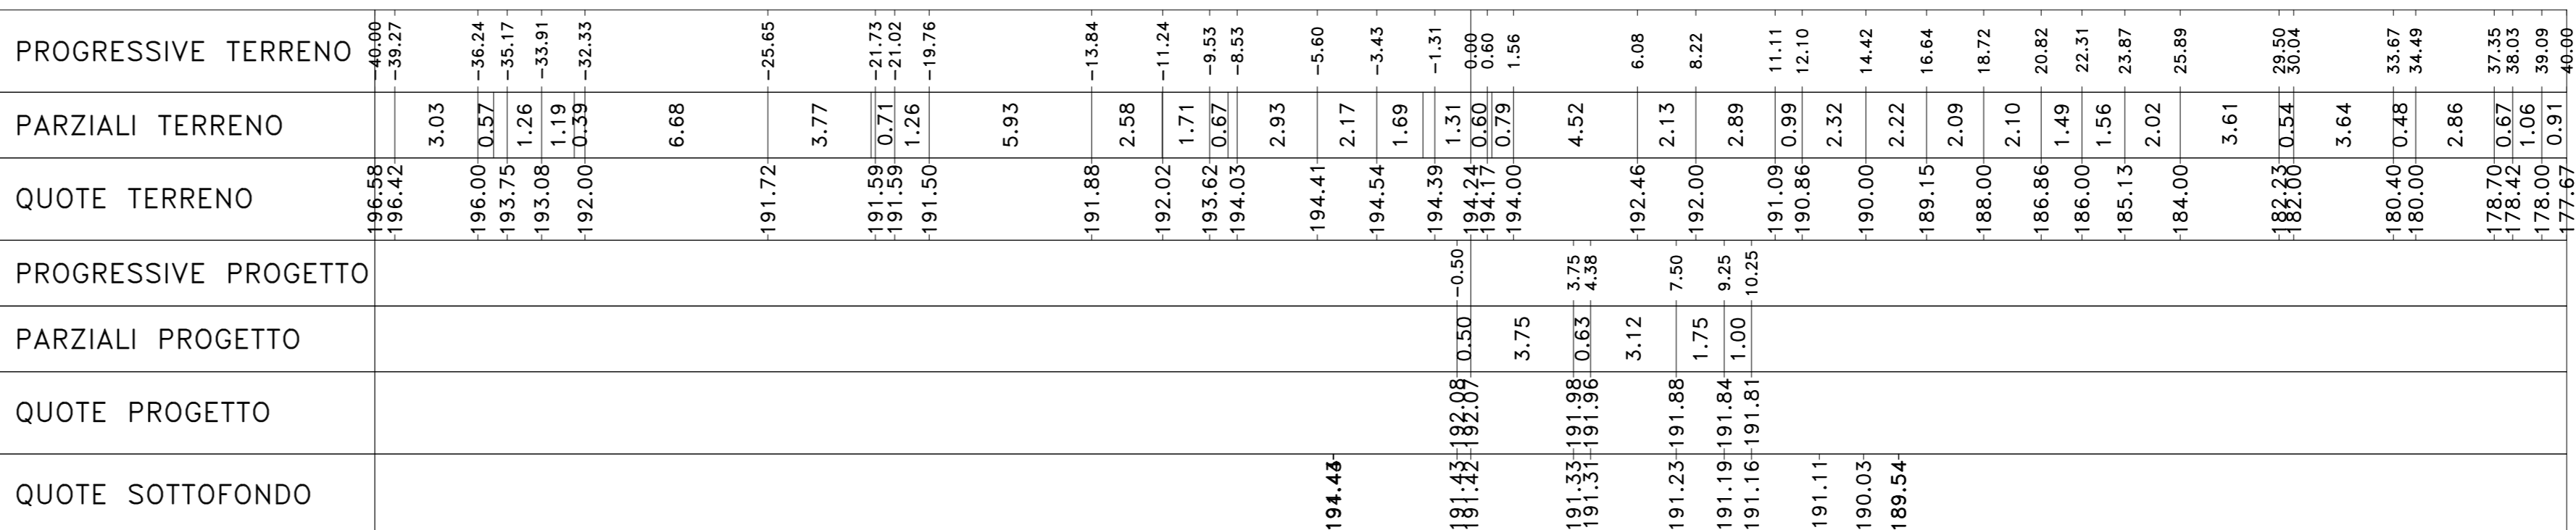 PROGRESSIVE TERRENO -40.00 -39.27 -36.24 -35.17 -33.91 -32.33 -25.65 -21.73 -21.02 -19.76 -13.84 -11.24 -9.53 -8.53 -5.60 -3.43 -1.31 0.00 0.60 1.56 6.08 8.22 11.11 12.10 14.42 16.64 18.72 20.82 22.31 23.87 25.89 29.50 30.04 33.67 34.49 37.35 38.03 39.09 40.00
PARZIALI TERRENO 3.03 0.57 1.26 1.19 0.39 6.68 3.77 0.71 1.26 5.93 2.58 1.71 0.67 2.93 2.17 1.69 1.31 0.60 0.79 4.52 2.13 2.89 0.99 2.32 2.22 2.09 2.10 1.49 1.56 2.02 3.61 0.54 3.64 0.48 2.86 0.67 1.06 0.91
QUOTE TERRENO 196.58 196.42 196.00 193.75 193.08 192.00 191.72 191.59 191.59 191.50 191.88 192.02 193.62 194.03 194.41 194.54 194.39 194.24 194.17 194.00 192.46 192.00 191.09 190.86 190.00 189.15 188.00 186.86 186.00 185.13 184.00 182.23 182.00 180.40 180.00 178.70 178.42 178.00 177.67
PROGRESSIVE PROGETTO -0.50 3.75 4.38 7.50 9.25 10.25
PARZIALI PROGETTO 0.50 3.75 0.63 3.12 1.75 1.00
QUOTE PROGETTO 192.08 192.07 191.98 191.96 191.88 191.84 191.81
QUOTE SOTTOFONDO 191.43 191.42 191.33 191.31 191.23 191.19 191.16 191.11 190.03 189.54